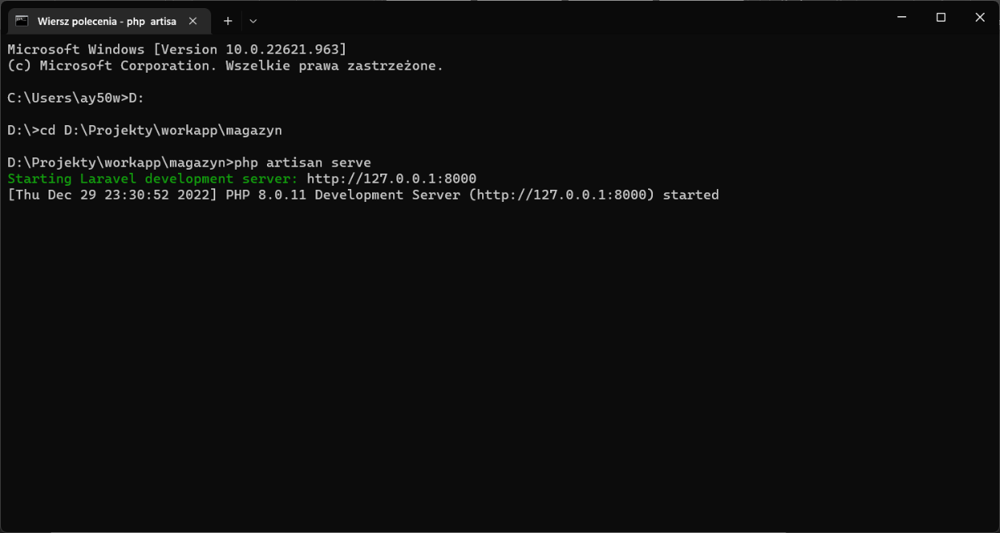 Wiersz polecenia - php  artisa
Microsoft Windows [Version 10.0.22621.963]
(c) Microsoft Corporation. Wszelkie prawa zastrzeżone.
C:\Users\ay50w>D:
D:\>cd D:\Projekty\workapp\magazyn
D:\Projekty\workapp\magazyn>php artisan serve
Starting Laravel development server: http://127.0.0.1:8000
[Thu Dec 29 23:30:52 2022] PHP 8.0.11 Development Server (http://127.0.0.1:8000) started